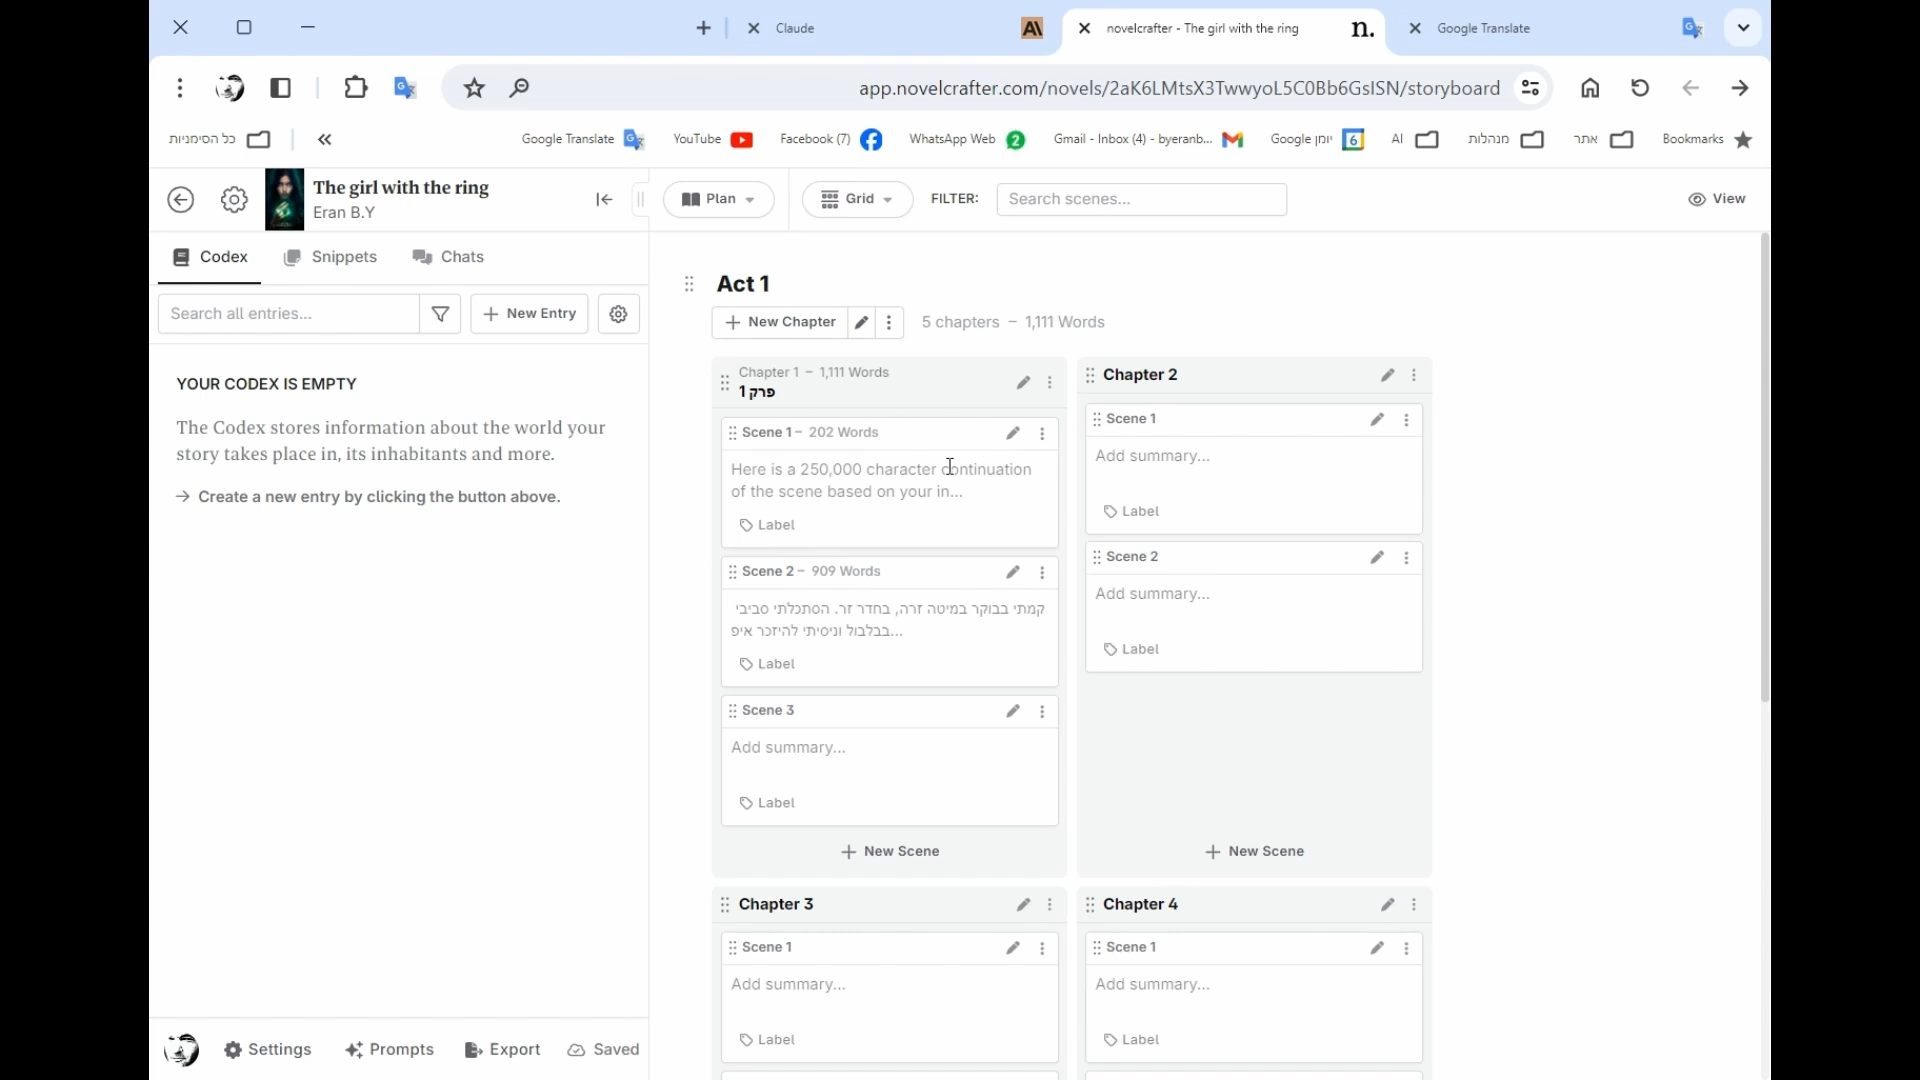 Claude
novelcrafter - The girl with the ring
n.
Google Translate
app.novelcrafter.com/novels/2aK6LMtsX3TwwyoL5C0Bb6GsISN/storyboard
כל הסימניות
Google Translate
YouTube
Facebook (7)
WhatsApp Web
2
Gmail - Inbox (4) - byeranb...
יומן Google
6
AI
מנהלות
אתר
Bookmarks
The girl with the ring
Eran B.Y
Plan
Grid
FILTER:
Search scenes...
View
Codex
Snippets
Chats
Search all entries...
New Entry
YOUR CODEX IS EMPTY
The Codex stores information about the world your
story takes place in, its inhabitants and more.
→ Create a new entry by clicking the button above.
Settings
Prompts
Export
Saved
Act 1
+ New Chapter
5 chapters – 1,111 Words
Chapter 1 – 1,111 Words
פרק 1
Scene 1 – 202 Words
Here is a 250,000 character continuation
of the scene based on your in...
Label
Scene 2 – 909 Words
קמתי בבוקר במיטה זרה, בחדר זר. הסתכלתי סביבי
בבלבול וניסיתי להיזכר איפ...
Label
Scene 3
Add summary...
Label
+ New Scene
Chapter 2
Scene 1
Add summary...
Label
Scene 2
Add summary...
Label
+ New Scene
Chapter 3
Scene 1
Add summary...
Label
Chapter 4
Scene 1
Add summary...
Label